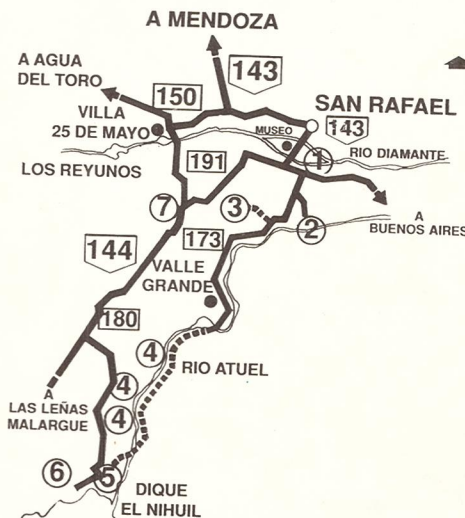 A MENDOZA
A AGUA
DEL TORO
143
150
VILLA
25 DE MAYO
SAN RAFAEL
MUSEO
143
LOS REYUNOS
191
1
RIO DIAMANTE
7
3
2
A
BUENOS AIRES
144
173
VALLE
GRANDE
180
4
RIO ATUEL
4
A
LAS LEÑAS
MALARGUE
4
6
5
DIQUE
EL NIHUIL